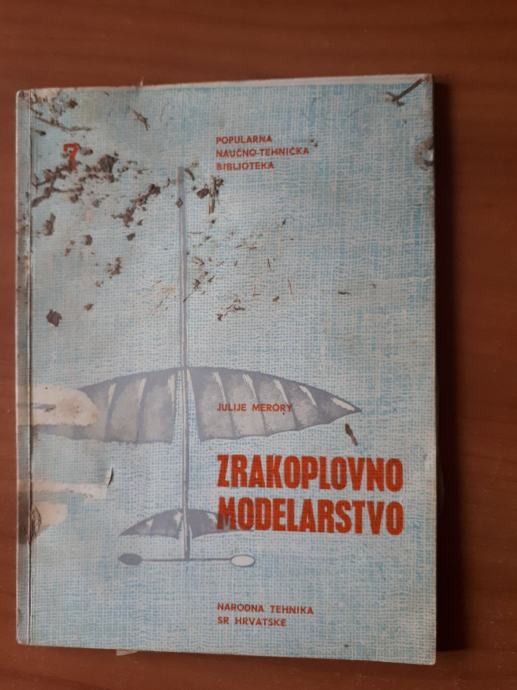 7
POPULARNA
NAUČNO-TEHNIČKA
BIBLIOTEKA
JULIJE MERORY
ZRAKOPLOVNO
MODELARSTVO
NARODNA TEHNIKA
SR HRVATSKE